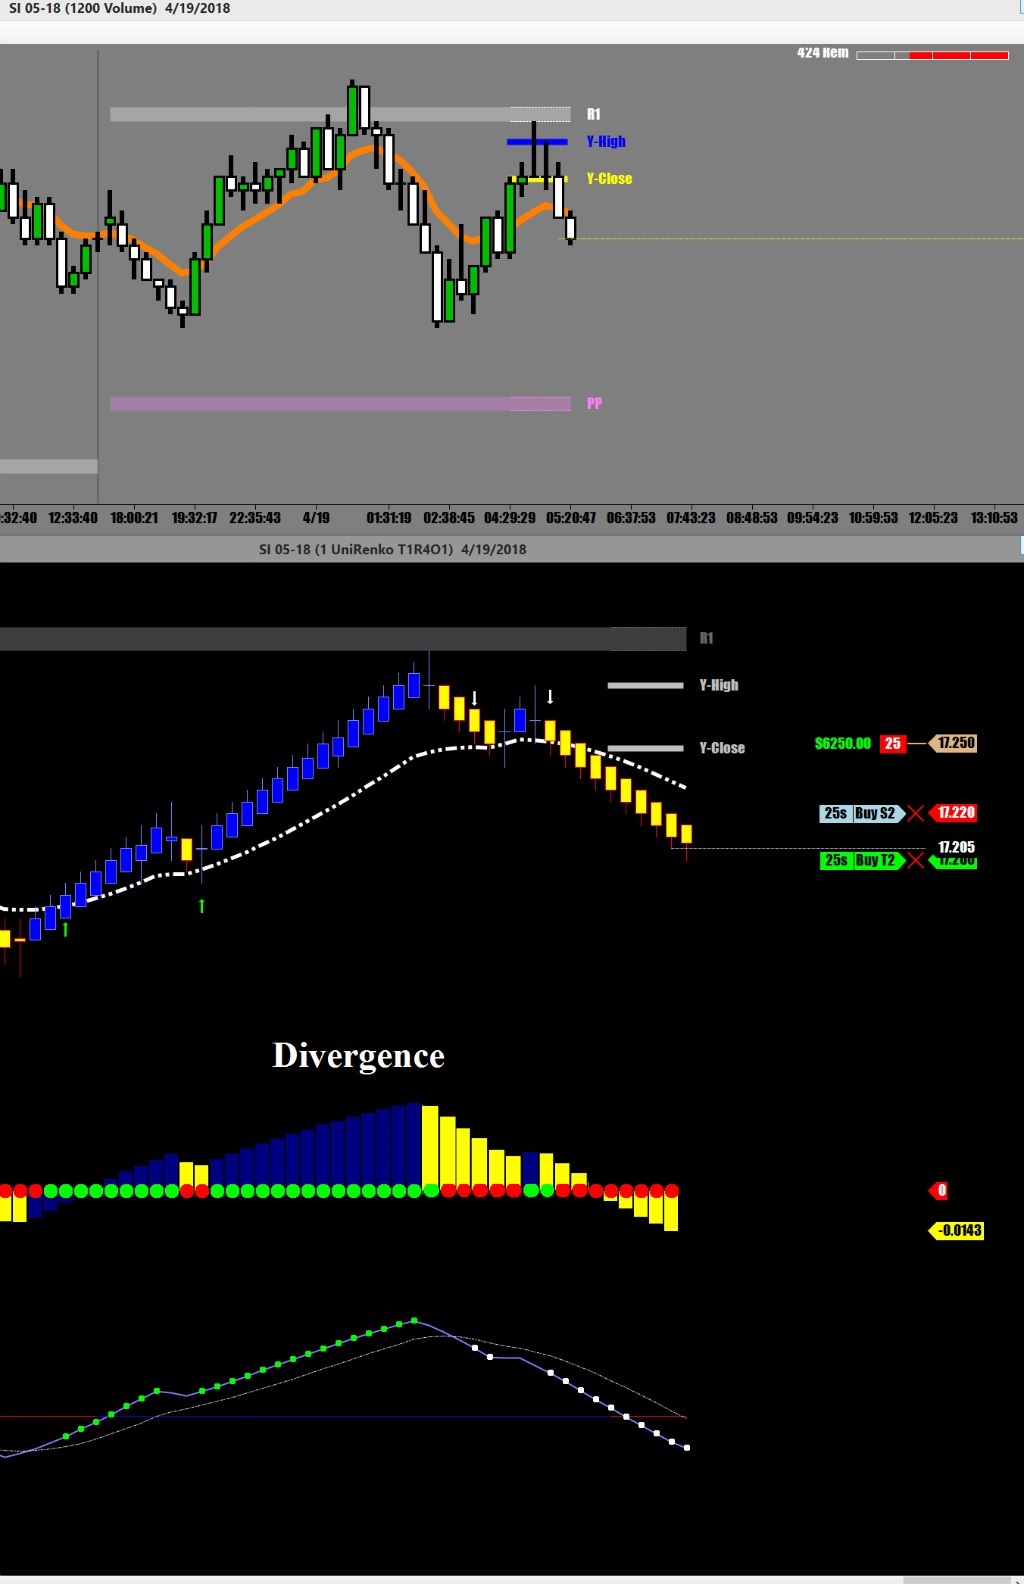 SI 05-18 (1200 Volume)  4/19/2018
424 Rem
R1
Y-High
Y-Close
PP
:32:40 12:33:40 18:00:21 19:32:17 22:35:43 4/19 01:31:19 02:38:45 04:29:29 05:20:47 06:37:53 07:43:23 08:48:53 09:54:23 10:59:53 12:05:23 13:10:53
SI 05-18 (1 UniRenko T1R4O1)  4/19/2018
R1
Y-High
Y-Close
$6250.00 25 17.250
25s Buy S2 17.220
17.205
25s Buy T2 17.200
Divergence
0
-0.0143